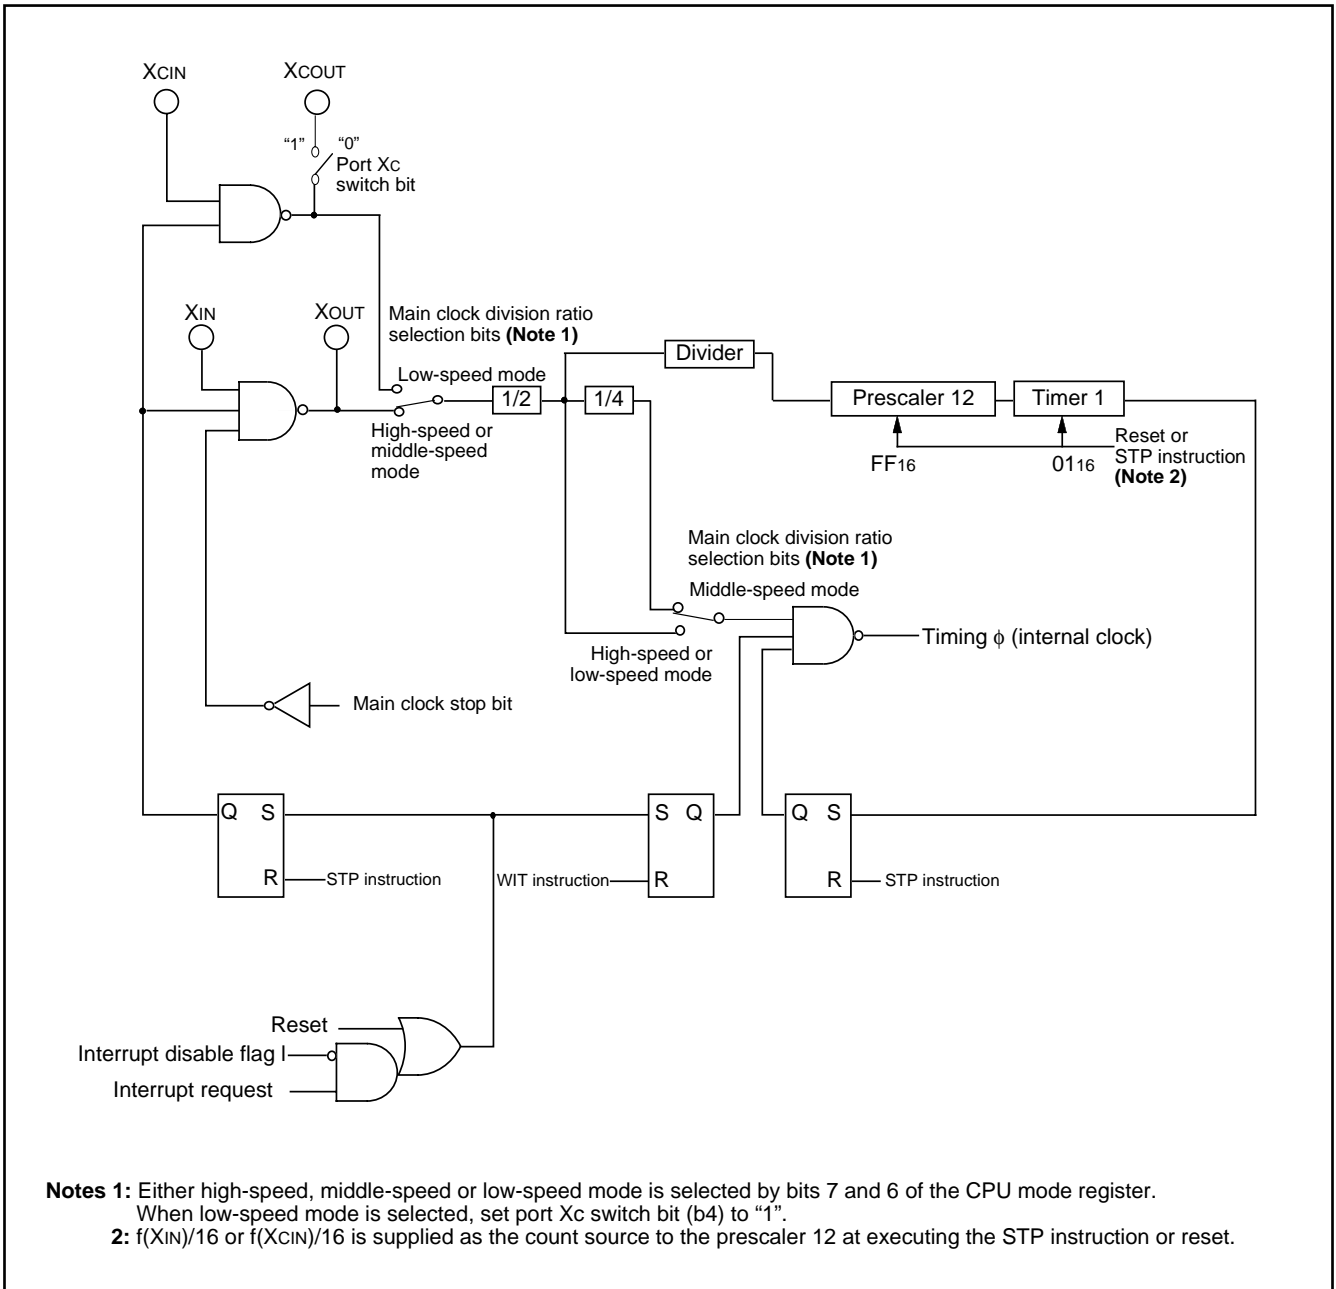 XCIN
XCOUT
“1” “0”
Port XC
switch bit
XIN
XOUT
Main clock division ratio
selection bits (Note 1)
Low-speed mode
High-speed or
middle-speed
mode
1/2
1/4
Divider
Prescaler 12
Timer 1
FF16
0116
Reset or
STP instruction
(Note 2)
Main clock division ratio
selection bits (Note 1)
Middle-speed mode
High-speed or
low-speed mode
Timing ϕ (internal clock)
Main clock stop bit
Q S
R
STP instruction
WIT instruction
S Q
R
Q S
R
STP instruction
Reset
Interrupt disable flag I
Interrupt request
Notes 1: Either high-speed, middle-speed or low-speed mode is selected by bits 7 and 6 of the CPU mode register.
When low-speed mode is selected, set port Xc switch bit (b4) to “1”.
2: f(XIN)/16 or f(XCIN)/16 is supplied as the count source to the prescaler 12 at executing the STP instruction or reset.